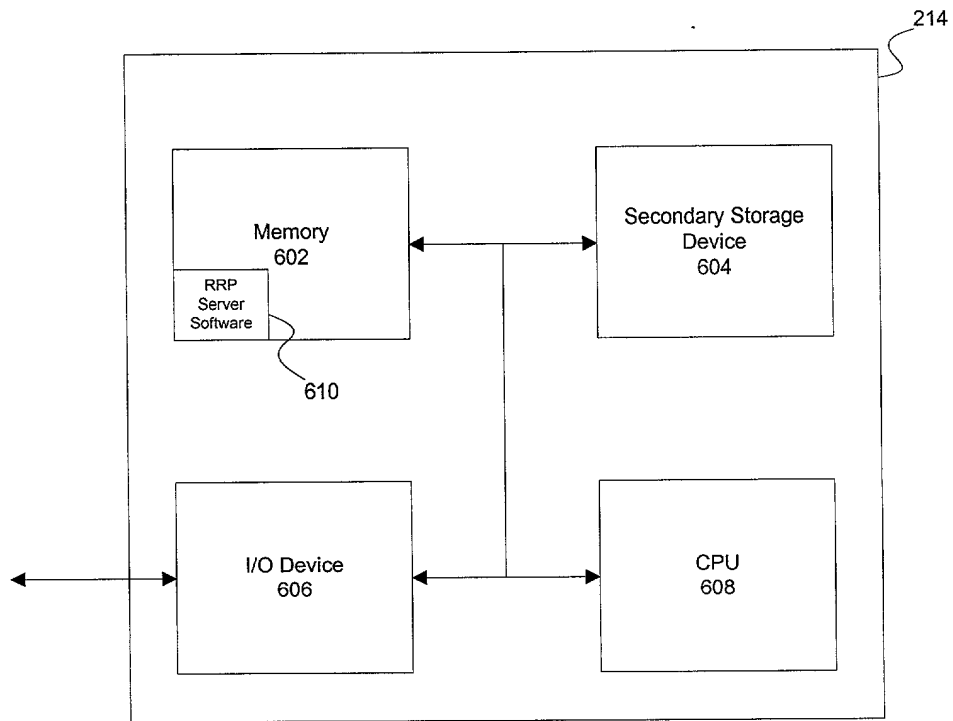 214
Memory
602
RRP
Server
Software
610
Secondary Storage
Device
604
I/O Device
606
CPU
608